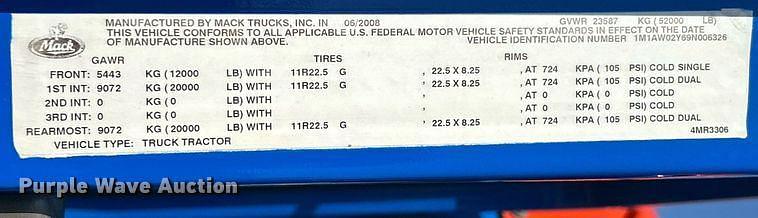 MANUFACTURED BY MACK TRUCKS, INC. IN 06/2008 GVWR 23587 KG ( 52000 LB)
THIS VEHICLE CONFORMS TO ALL APPLICABLE U.S. FEDERAL MOTOR VEHICLE SAFETY STANDARDS IN EFFECT ON THE DATE
OF MANUFACTURE SHOWN ABOVE. VEHICLE IDENTIFICATION NUMBER 1M1AW02Y69N006326
Mack
GAWR TIRES RIMS
FRONT: 5443 KG ( 12000 LB) WITH 11R22.5 G , 22.5 X 8.25 , AT 724 KPA ( 105 PSI) COLD SINGLE
1ST INT: 9072 KG ( 20000 LB) WITH 11R22.5 G , 22.5 X 8.25 , AT 724 KPA ( 105 PSI) COLD DUAL
2ND INT: 0 KG ( 0 LB) WITH , , AT 0 KPA ( 0 PSI) COLD
3RD INT: 0 KG ( 0 LB) WITH , , AT 0 KPA ( 0 PSI) COLD
REARMOST: 9072 KG ( 20000 LB) WITH 11R22.5 G , 22.5 X 8.25 , AT 724 KPA ( 105 PSI) COLD DUAL
VEHICLE TYPE: TRUCK TRACTOR 4MR3306
Purple Wave Auction